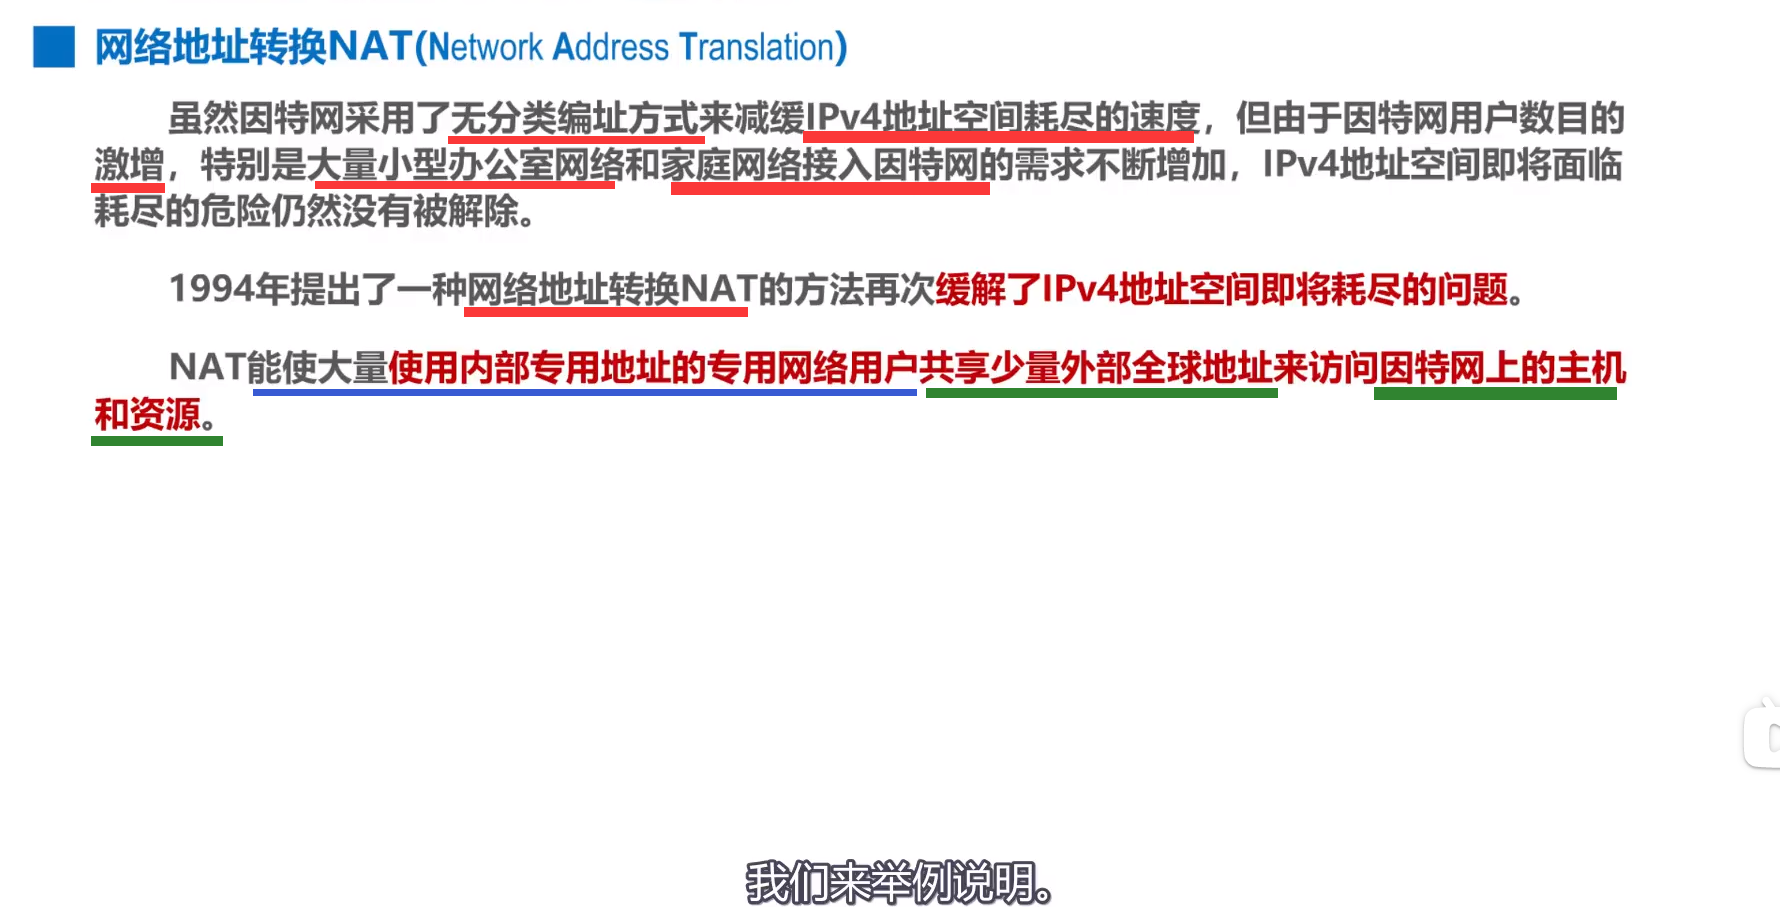 网络地址转换NAT(Network Address Translation)
虽然因特网采用了无分类编址方式来减缓IPv4地址空间耗尽的速度，但由于因特网用户数目的
激增，特别是大量小型办公室网络和家庭网络接入因特网的需求不断增加，IPv4地址空间即将面临
耗尽的危险仍然没有被解除。
1994年提出了一种网络地址转换NAT的方法再次缓解了IPv4地址空间即将耗尽的问题。
NAT能使大量使用内部专用地址的专用网络用户共享少量外部全球地址来访问因特网上的主机
和资源。
我们来举例说明。